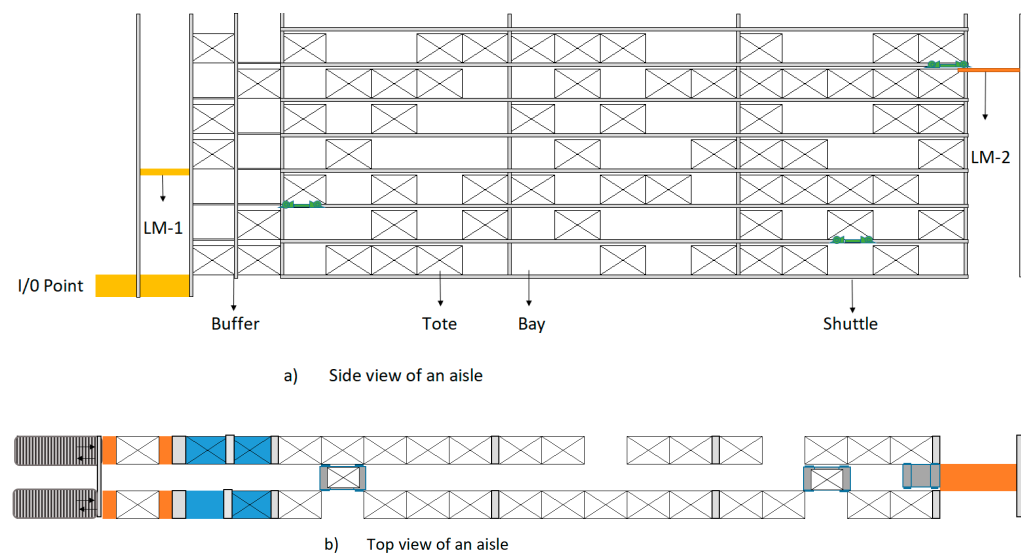 LM-2
LM-1
I/0 Point
Buffer
Tote
Bay
Shuttle
a) Side view of an aisle
b) Top view of an aisle